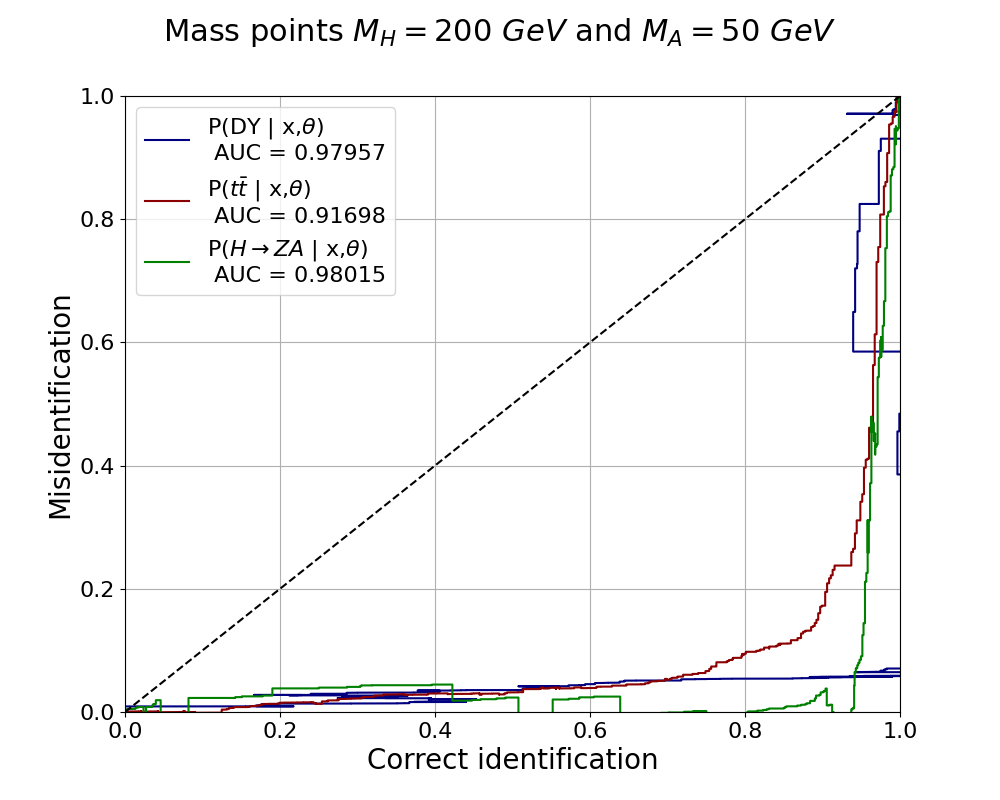 Mass points M_H = 200 GeV and M_A = 50 GeV
1.0
0.8
0.6
0.4
0.2
0.0
Misidentification
P(DY | x,θ)
AUC = 0.97957
P(tt̄ | x,θ)
AUC = 0.91698
P(H → ZA | x,θ)
AUC = 0.98015
0.0 0.2 0.4 0.6 0.8 1.0
Correct identification